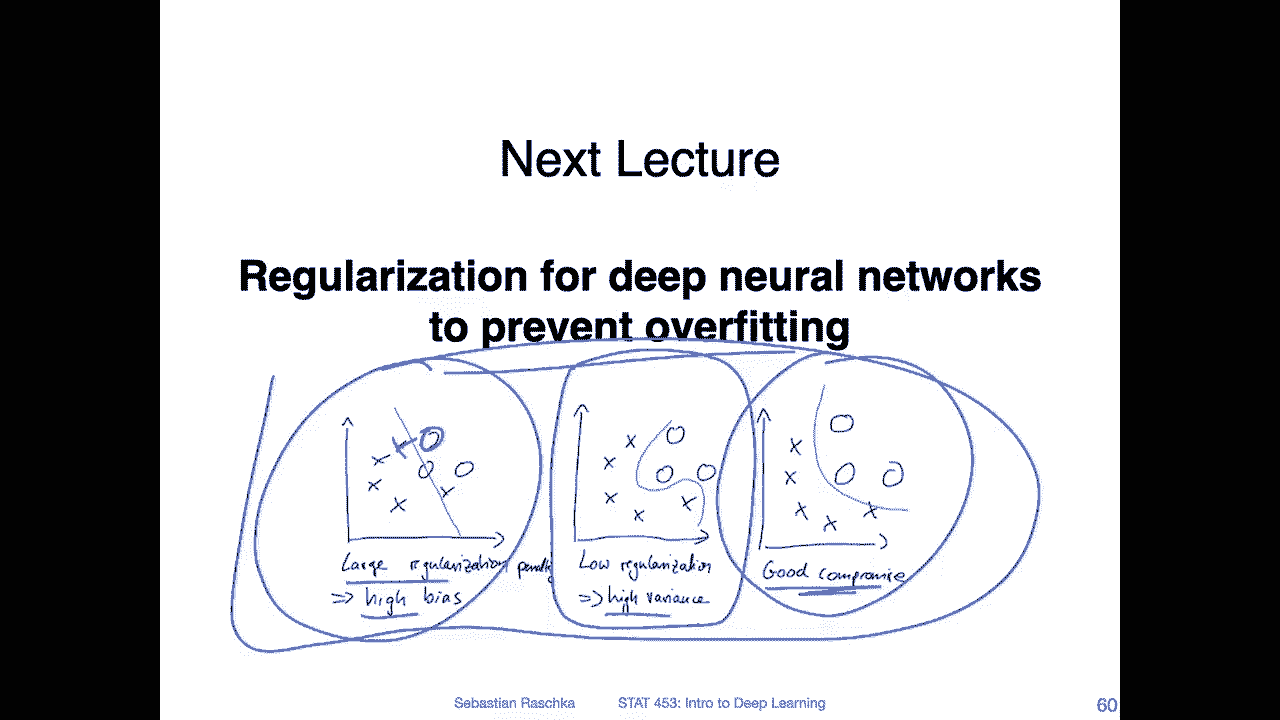 Next Lecture
Regularization for deep neural networks
to prevent overfitting
Large regularization penalty
=> high bias
Low regularization
=> high variance
Good compromise
Sebastian Raschka STAT 453: Intro to Deep Learning 60